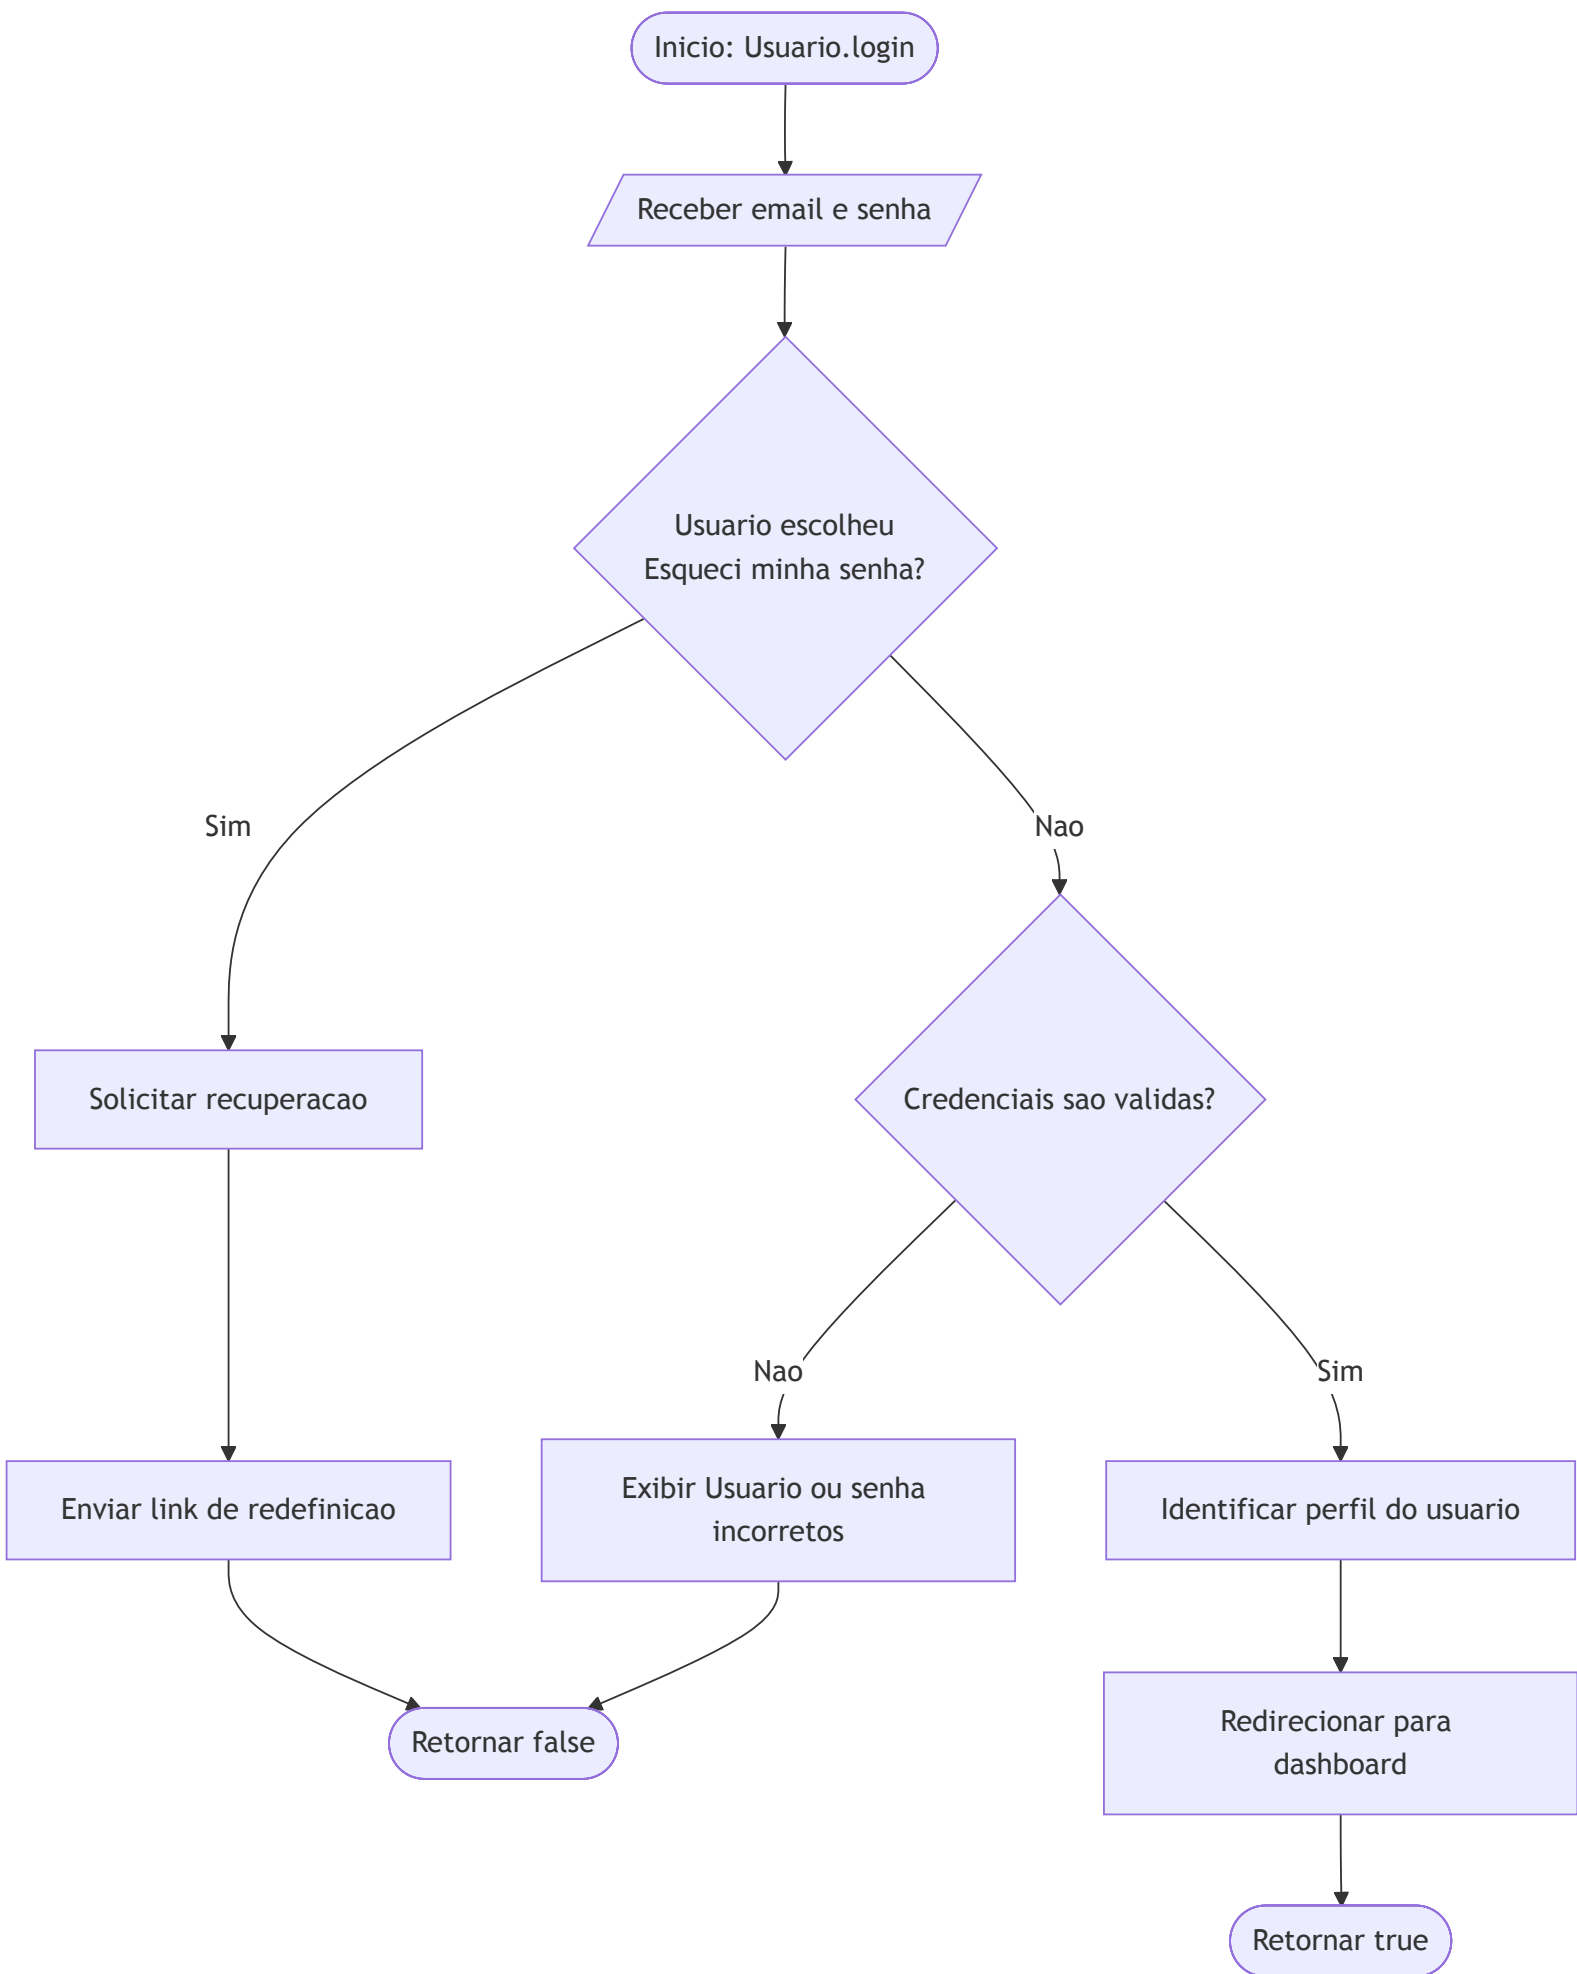 Inicio: Usuario.login
Receber email e senha
Usuario escolheu
Esqueci minha senha?
Sim
Nao
Solicitar recuperacao
Credenciais sao validas?
Nao
Sim
Enviar link de redefinicao
Exibir Usuario ou senha
incorretos
Identificar perfil do usuario
Retornar false
Redirecionar para
dashboard
Retornar true